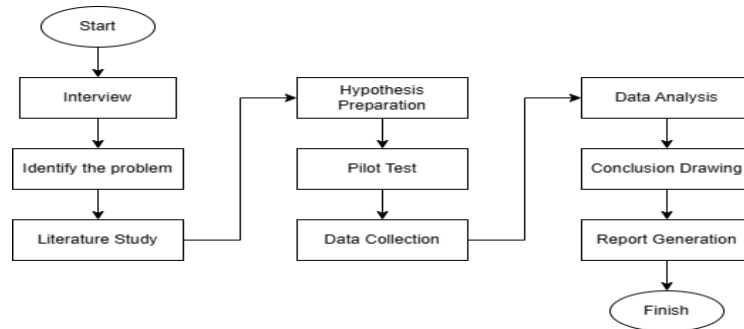 Start
Interview
Identify the problem
Literature Study
Hypothesis
Preparation
Pilot Test
Data Collection
Data Analysis
Conclusion Drawing
Report Generation
Finish